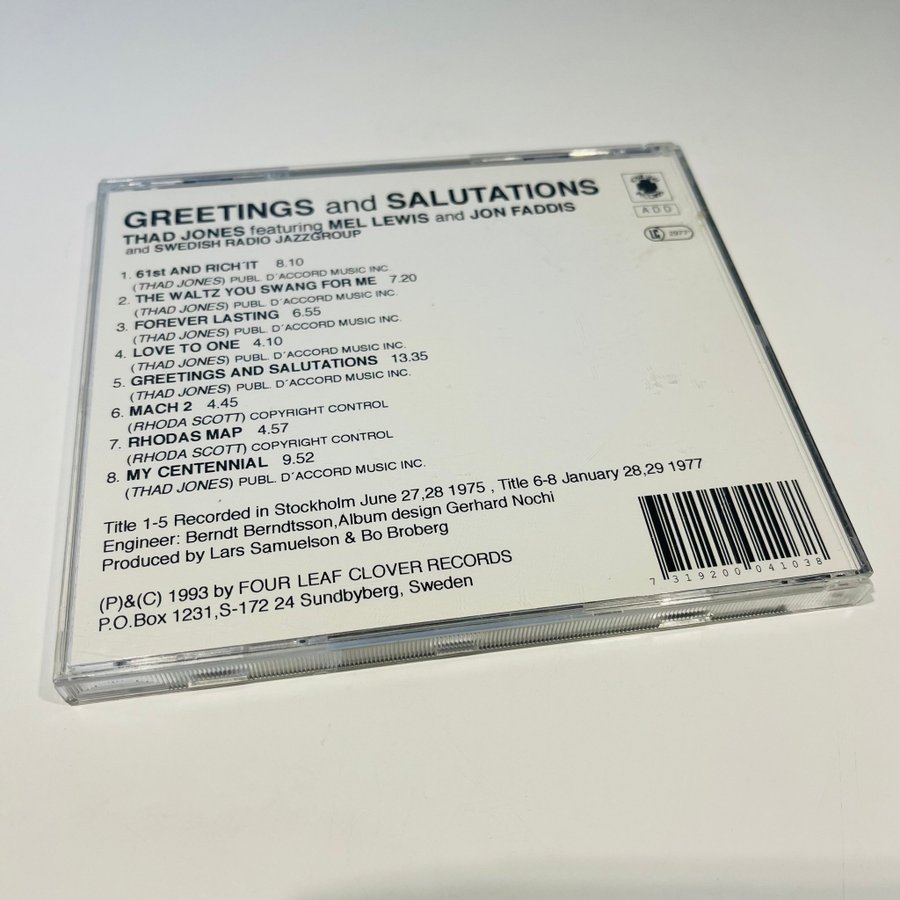 GREETINGS and SALUTATIONS
THAD JONES featuring MEL LEWIS and JON FADDIS
and SWEDISH RADIO JAZZGROUP
1. 61st AND RICH´IT 8.10
(THAD JONES) PUBL. D´ACCORD MUSIC INC.
2. THE WALTZ YOU SWANG FOR ME 7.20
(THAD JONES) PUBL. D´ACCORD MUSIC INC.
3. FOREVER LASTING 6.55
(THAD JONES) PUBL. D´ACCORD MUSIC INC.
4. LOVE TO ONE 4.10
(THAD JONES) PUBL. D´ACCORD MUSIC INC.
5. GREETINGS AND SALUTATIONS 13.35
(THAD JONES) PUBL. D´ACCORD MUSIC INC.
6. MACH 2 4.45
(RHODA SCOTT) COPYRIGHT CONTROL
7. RHODAS MAP 4.57
(RHODA SCOTT) COPYRIGHT CONTROL
8. MY CENTENNIAL 9.52
(THAD JONES) PUBL. D´ACCORD MUSIC INC.
Title 1-5 Recorded in Stockholm June 27,28 1975 , Title 6-8 January 28,29 1977
Engineer: Berndt Berndtsson,Album design Gerhard Nochi
Produced by Lars Samuelson & Bo Broberg
(P)&(C) 1993 by FOUR LEAF CLOVER RECORDS
P.O.Box 1231,S-172 24 Sundbyberg, Sweden
ADD
LC 2977
7 319200 041038